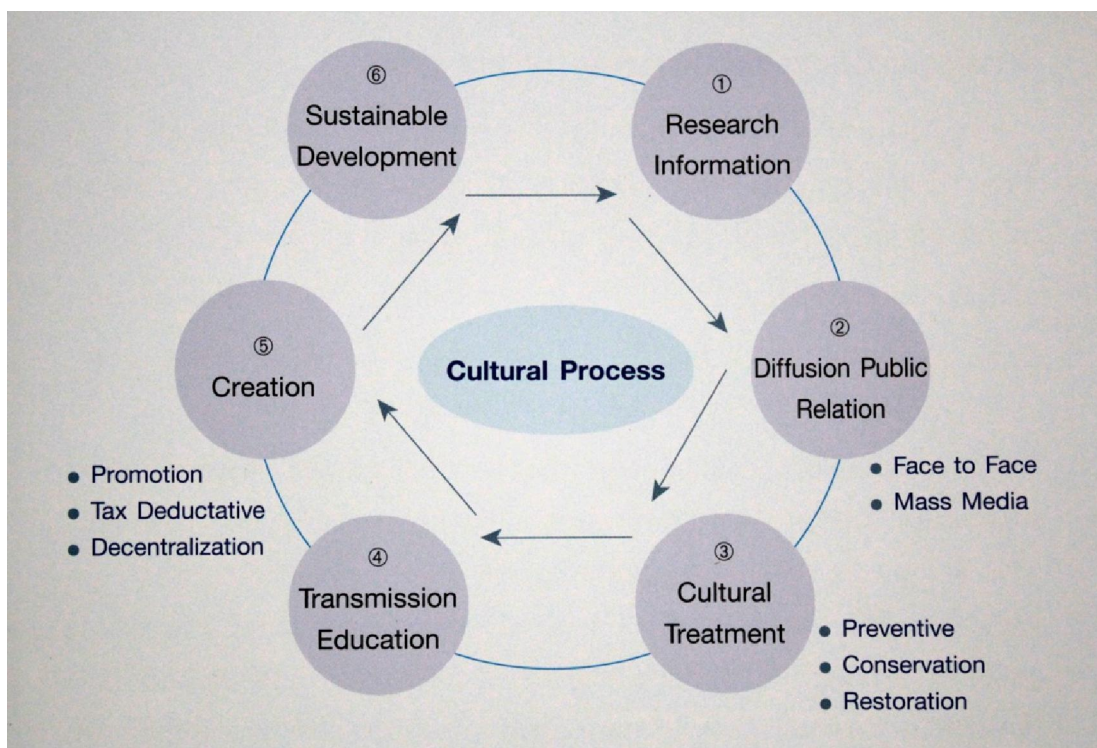 ①
Research
Information
②
Diffusion Public
Relation
● Face to Face
● Mass Media
③
Cultural
Treatment
● Preventive
● Conservation
● Restoration
④
Transmission
Education
⑤
Creation
● Promotion
● Tax Deductative
● Decentralization
⑥
Sustainable
Development
Cultural Process